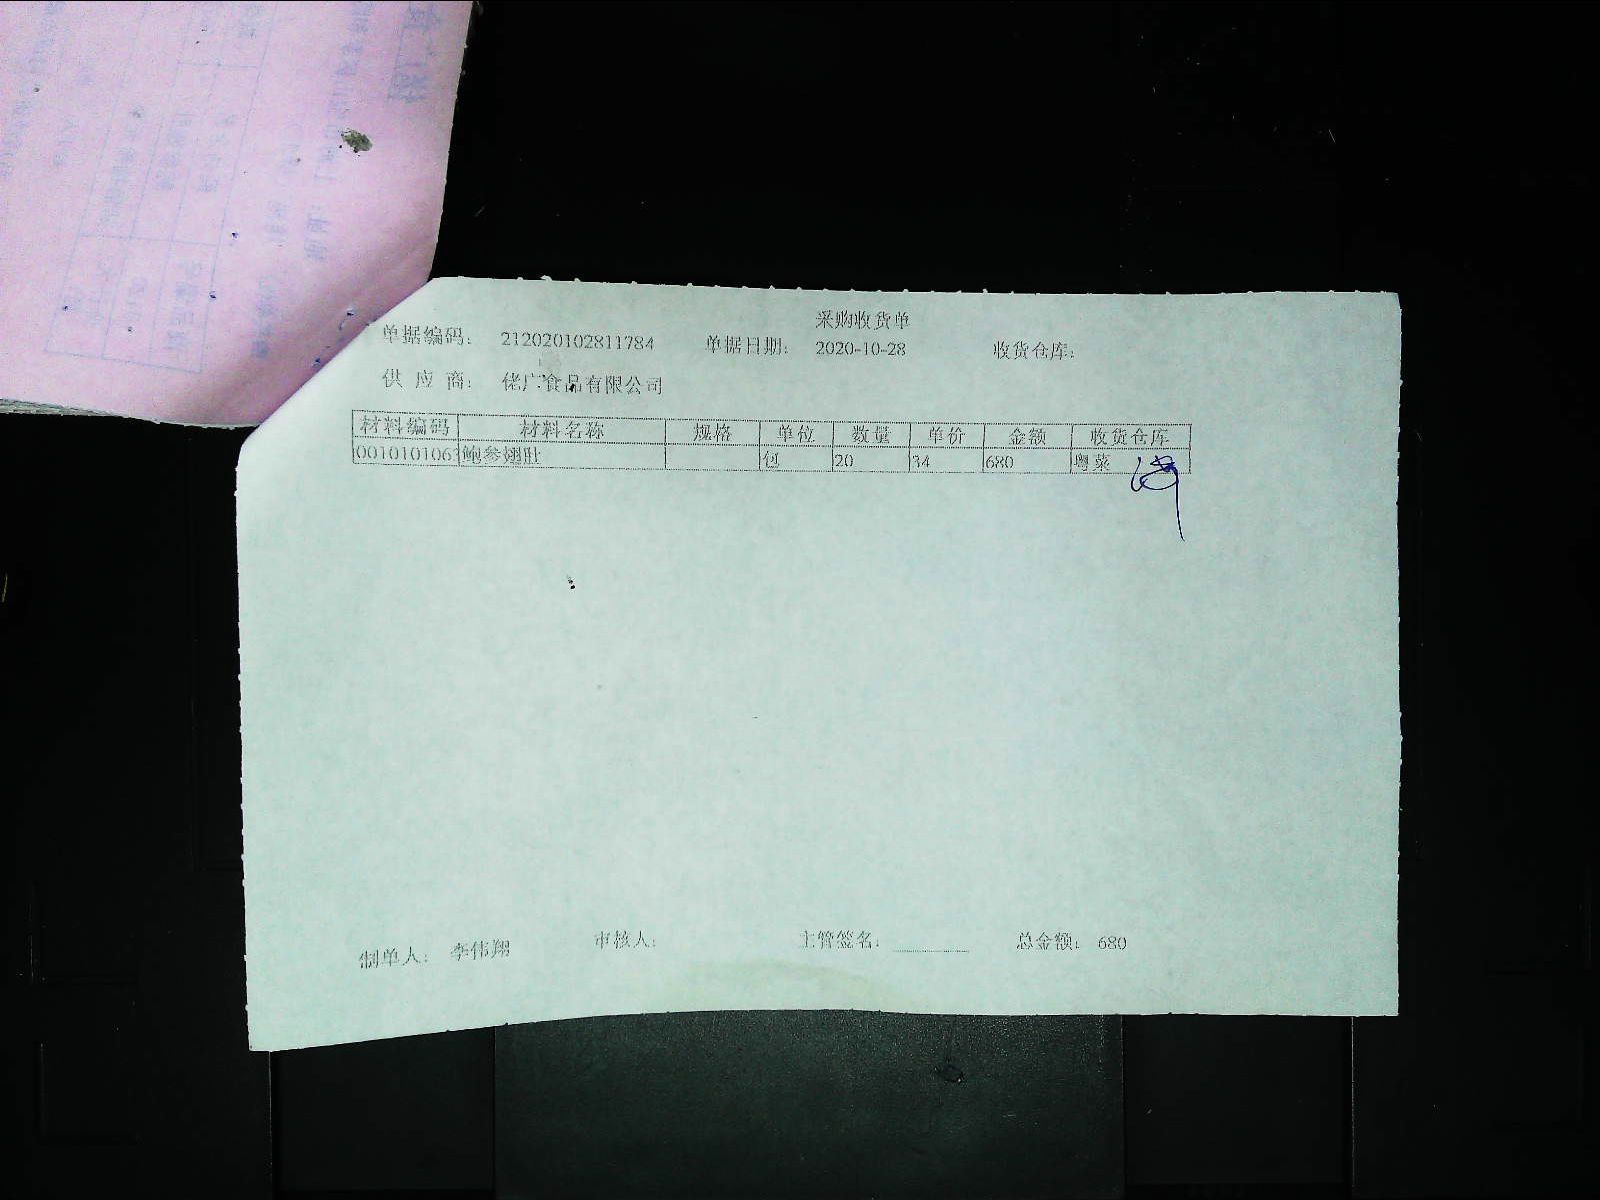 采购收货单
单据编码: 212020102811784 单据日期: 2020-10-28 收货仓库:
供 应 商: 佬广食品有限公司
材料编码 材料名称 规格 单位 数量 单价 金额 收货仓库
0010101063 鲍参翅肚 包 20 34 680 粤菜
制单人: 李伟翔 审核人: 主管签名: 总金额: 680